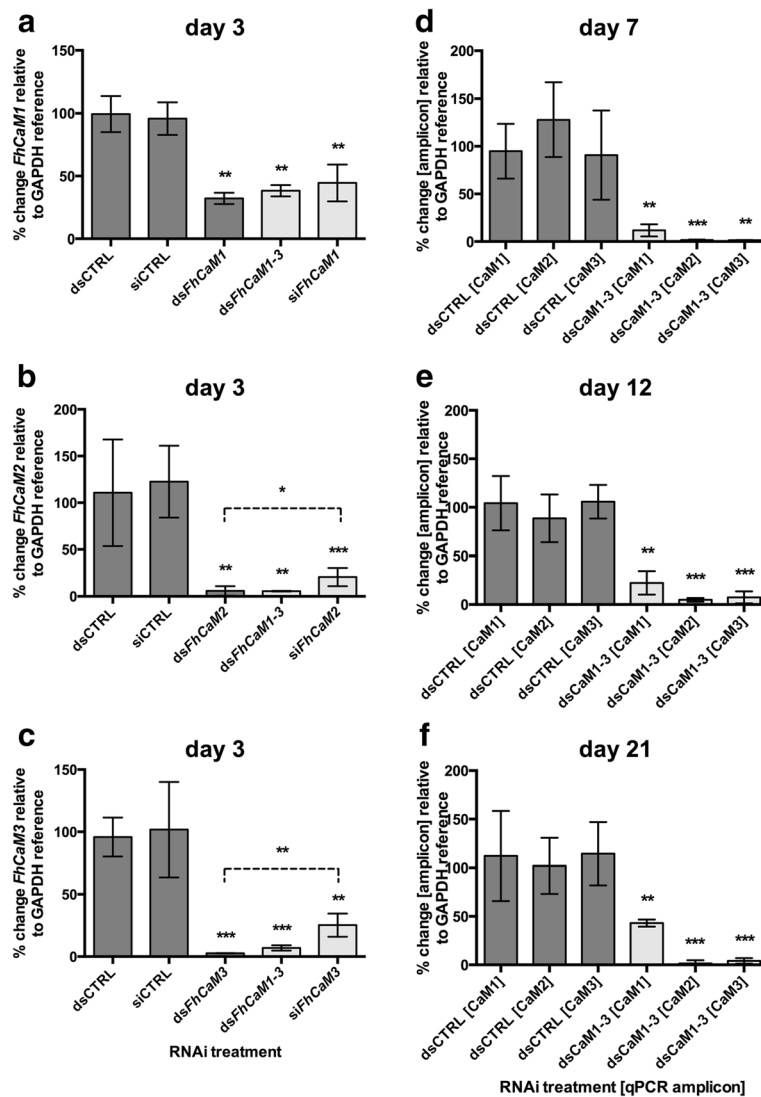 a
day 3
% change FhCaM1 relative
to GAPDH reference
150
100
50
0
**
**
**
dsCTRL
siCTRL
dsFhCaM1
dsFhCaM1-3
siFhCaM1
b
day 3
% change FhCaM2 relative
to GAPDH reference
200
150
100
50
0
*
**
**
***
dsCTRL
siCTRL
dsFhCaM2
dsFhCaM1-3
siFhCaM2
c
day 3
% change FhCaM3 relative
to GAPDH reference
150
100
50
0
**
***
***
**
dsCTRL
siCTRL
dsFhCaM3
dsFhCaM1-3
siFhCaM3
RNAi treatment
d
day 7
% change [amplicon] relative
to GAPDH reference
200
150
100
50
0
**
***
**
dsCTRL [CaM1]
dsCTRL [CaM2]
dsCTRL [CaM3]
dsCaM1-3 [CaM1]
dsCaM1-3 [CaM2]
dsCaM1-3 [CaM3]
e
day 12
% change [amplicon] relative
to GAPDH reference
200
150
100
50
0
**
***
***
dsCTRL [CaM1]
dsCTRL [CaM2]
dsCTRL [CaM3]
dsCaM1-3 [CaM1]
dsCaM1-3 [CaM2]
dsCaM1-3 [CaM3]
f
day 21
% change [amplicon] relative
to GAPDH reference
200
150
100
50
0
**
***
***
dsCTRL [CaM1]
dsCTRL [CaM2]
dsCTRL [CaM3]
dsCaM1-3 [CaM1]
dsCaM1-3 [CaM2]
dsCaM1-3 [CaM3]
RNAi treatment [qPCR amplicon]